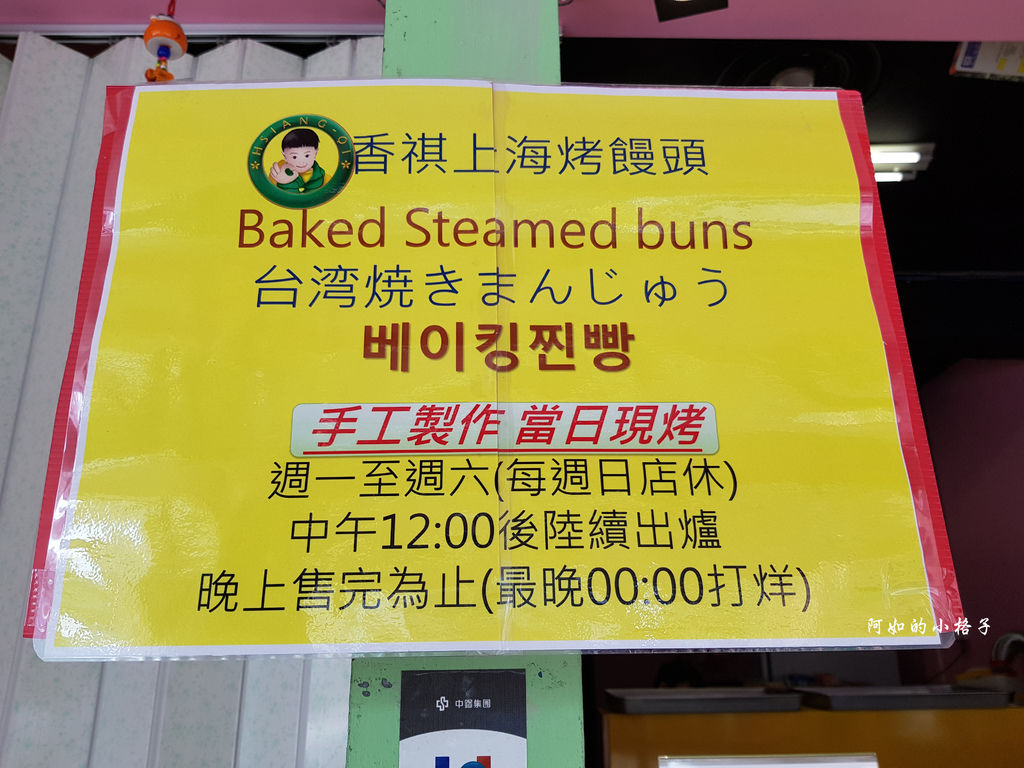 HSIANG-Q
香祺上海烤饅頭
Baked Steamed buns
台湾焼きまんじゅう
베이킹찐빵
手工製作 當日現烤
週一至週六(每週日店休)
中午12:00後陸續出爐
晚上售完為止(最晚00:00打烊)
阿如的小格子